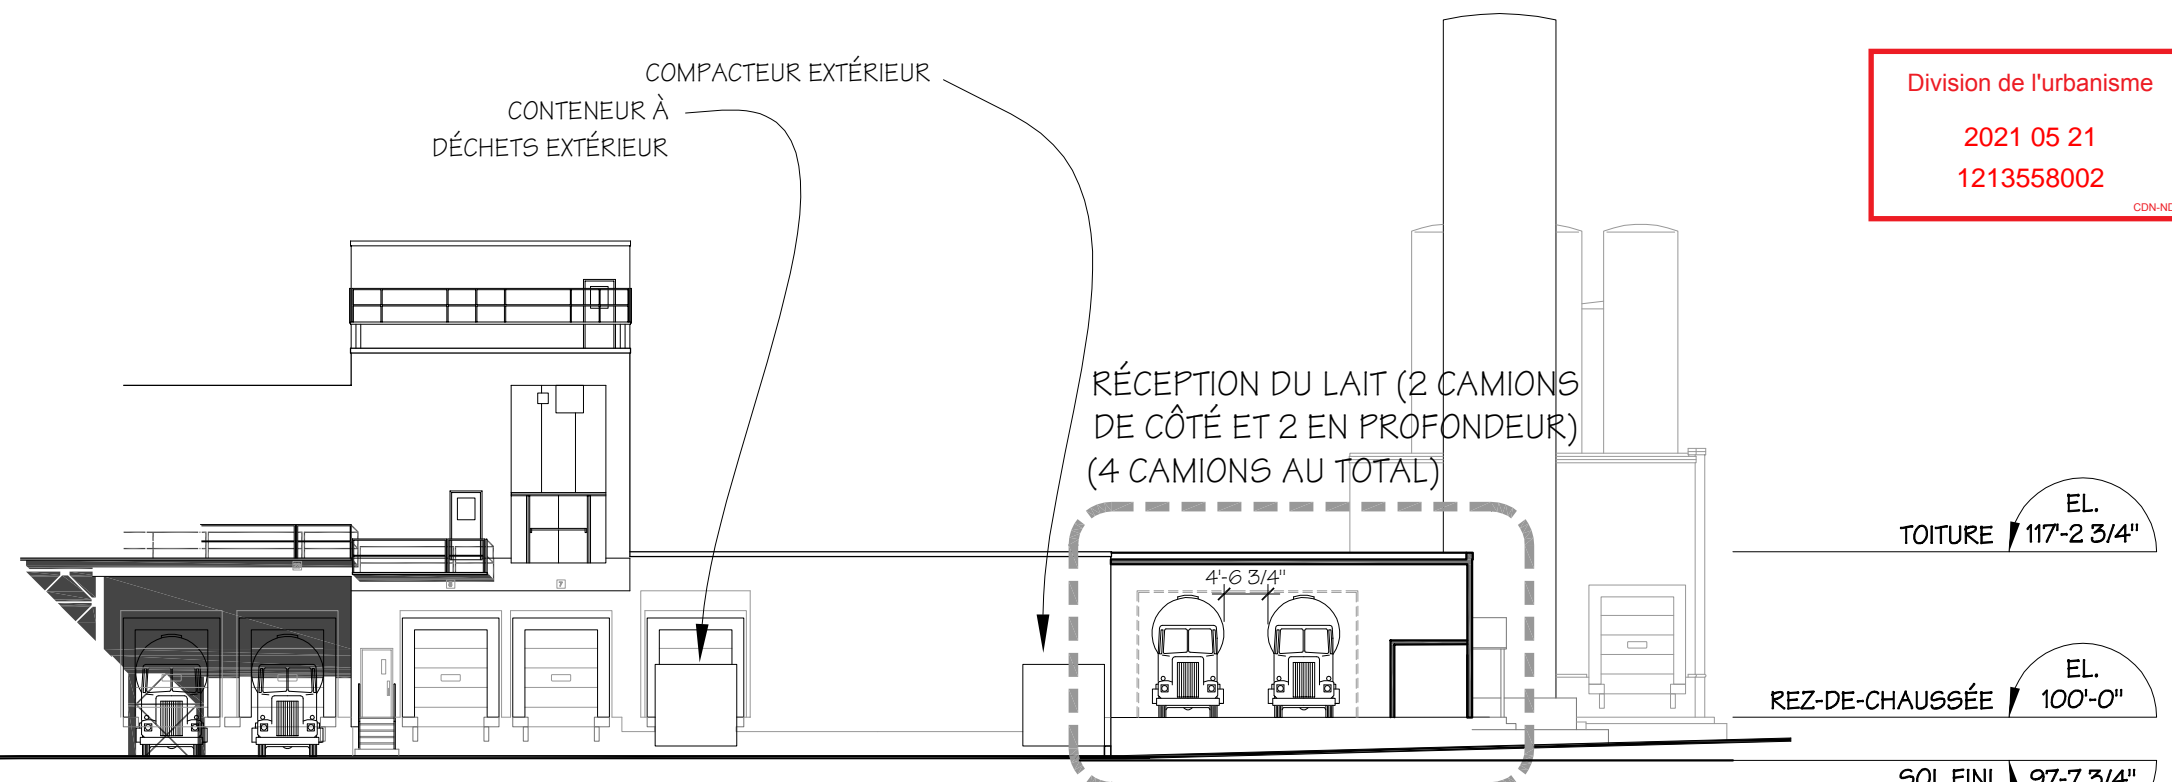 COMPACTEUR EXTÉRIEUR
CONTENEUR À
DÉCHETS EXTÉRIEUR
Division de l'urbanisme
2021 05 21
1213558002
RÉCEPTION DU LAIT (2 CAMIONS
DE CÔTÉ ET 2 EN PROFONDEUR)
(4 CAMIONS AU TOTAL)
4'-6 3/4"
TOITURE
EL.
117'-2 3/4"
REZ-DE-CHAUSSÉE
EL.
100'-0"
SOL FINI
97-7 3/4"
7